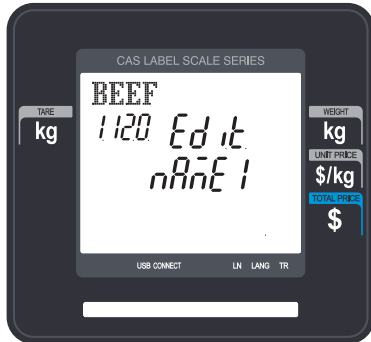 CAS LABEL SCALE SERIES
BEEF
1120 Edit
nAmE1
TARE
kg
WEIGHT
kg
UNIT PRICE
$/kg
TOTAL PRICE
$
USB CONNECT LN LANG TR